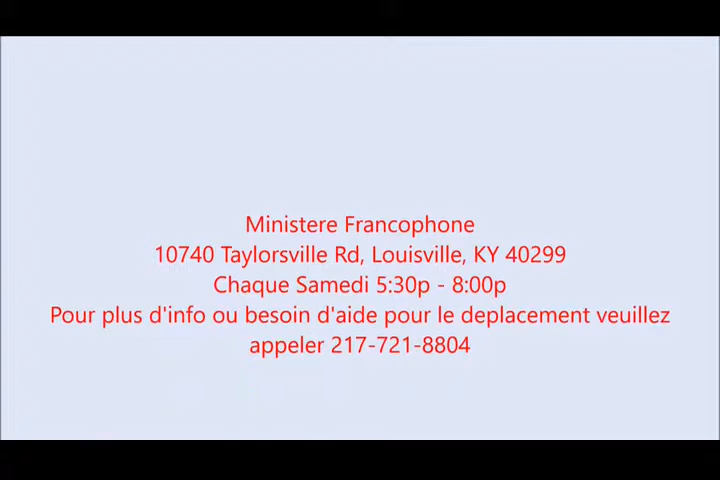 Ministere Francophone
10740 Taylorsville Rd, Louisville, KY 40299
Chaque Samedi 5:30p - 8:00p
Pour plus d'info ou besoin d'aide pour le deplacement veuillez
appeler 217-721-8804